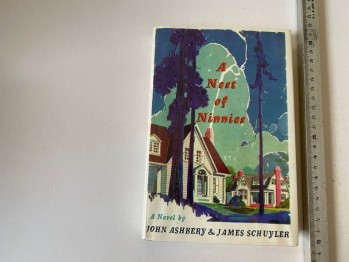 A
Nest
of
Ninnies
A Novel by
JOHN ASHBERY & JAMES SCHUYLER